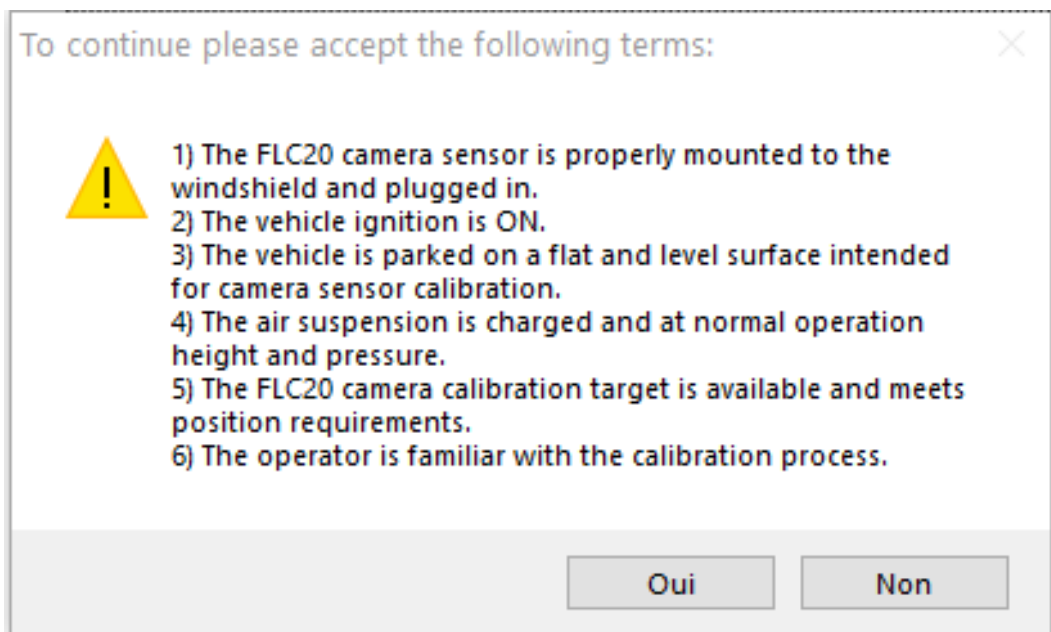 To continue please accept the following terms:
1) The FLC20 camera sensor is properly mounted to the
windshield and plugged in.
2) The vehicle ignition is ON.
3) The vehicle is parked on a flat and level surface intended
for camera sensor calibration.
4) The air suspension is charged and at normal operation
height and pressure.
5) The FLC20 camera calibration target is available and meets
position requirements.
6) The operator is familiar with the calibration process.
Oui Non